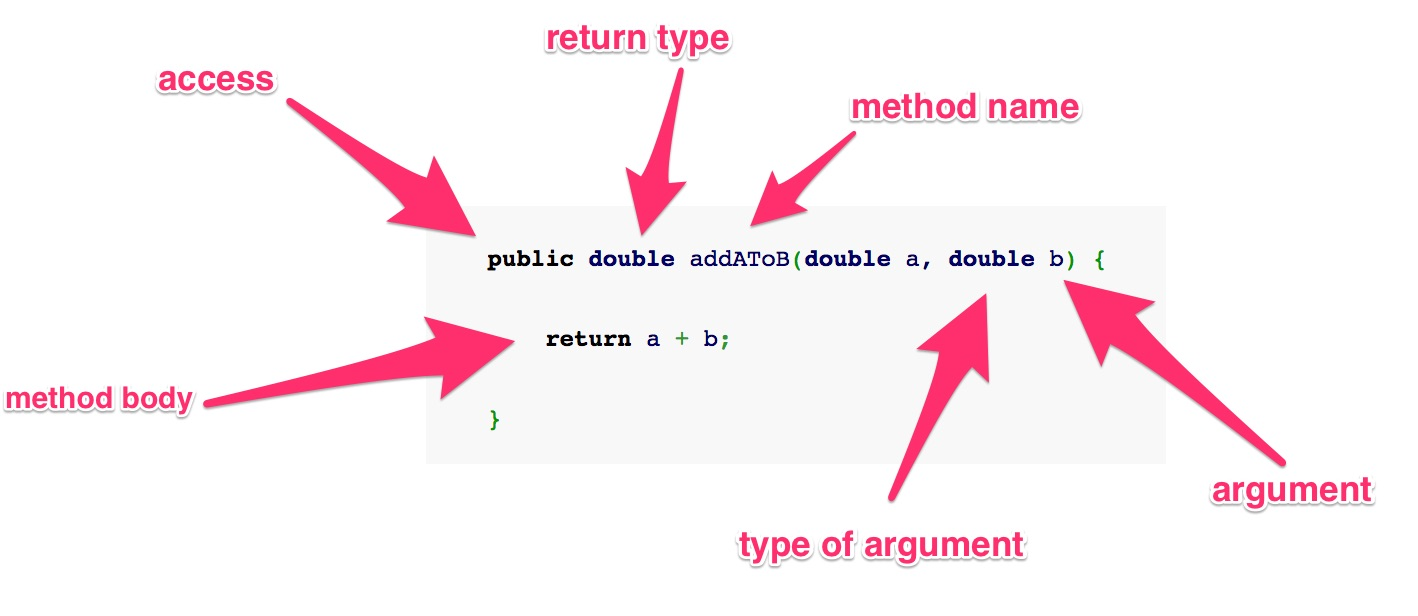 return type
access
method name
public double addAToB(double a, double b) {
return a + b;
method body
}
argument
type of argument